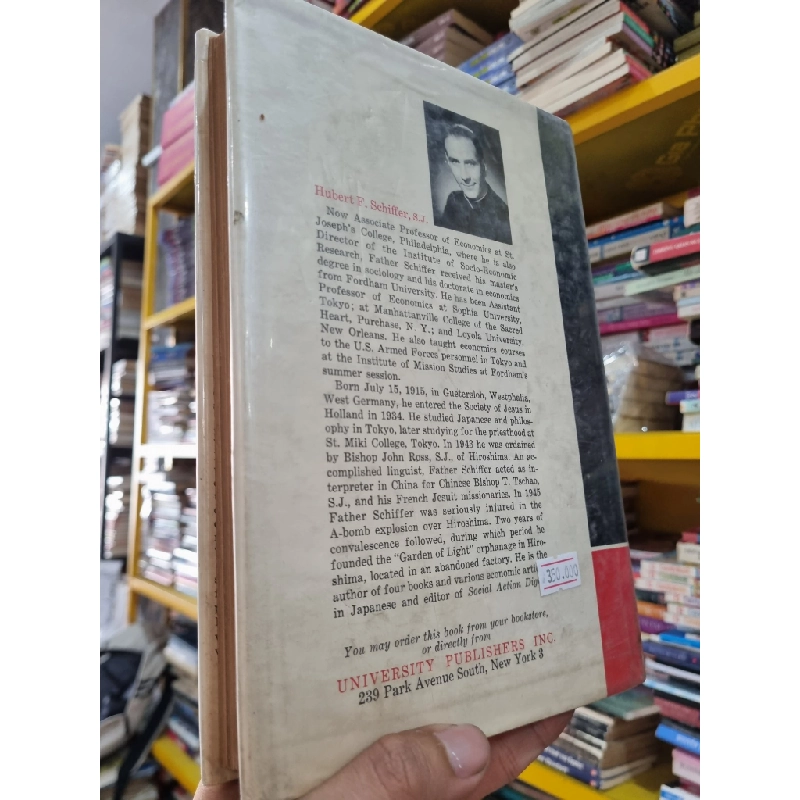 Hubert F. Schiffer, S.J.
Now Associate Professor of Economics at St.
Joseph's College, Philadelphia, where he is also
Director of the Institute of Socio-Economic
Research, Father Schiffer received his master's
degree in sociology and his doctorate in economics
from Fordham University. He has been Assistant
Professor of Economics at Sophia University,
Tokyo; at Manhattanville College of the Sacred
Heart, Purchase, N. Y.; and Loyola University,
New Orleans. He also taught economics courses
to the U.S. Armed Forces personnel in Tokyo and
at the Institute of Mission Studies at Fordham's
summer session.
Born July 15, 1915, in Guetersloh, Westphalia,
West Germany, he entered the Society of Jesus in
Holland in 1934. He studied Japanese and philos-
ophy in Tokyo, later studying for the priesthood at
St. Miki College, Tokyo. In 1943 he was ordained
by Bishop John Ross, S.J., of Hiroshima. An ac-
complished linguist, Father Schiffer acted as in-
terpreter in China for Chinese Bishop T. Tschao,
S.J., and his French Jesuit missionaries. In 1945
Father Schiffer was seriously injured in the
A-bomb explosion over Hiroshima. Two years of
convalescence followed, during which period he
founded the "Garden of Light" orphanage in Hiro-
shima, located in an abandoned factory. He is the
author of four books and various economic artic
in Japanese and editor of Social Action Dig
350.000
You may order this book from your bookstore,
or directly from
UNIVERSITY PUBLISHERS INC.
239 Park Avenue South, New York 3